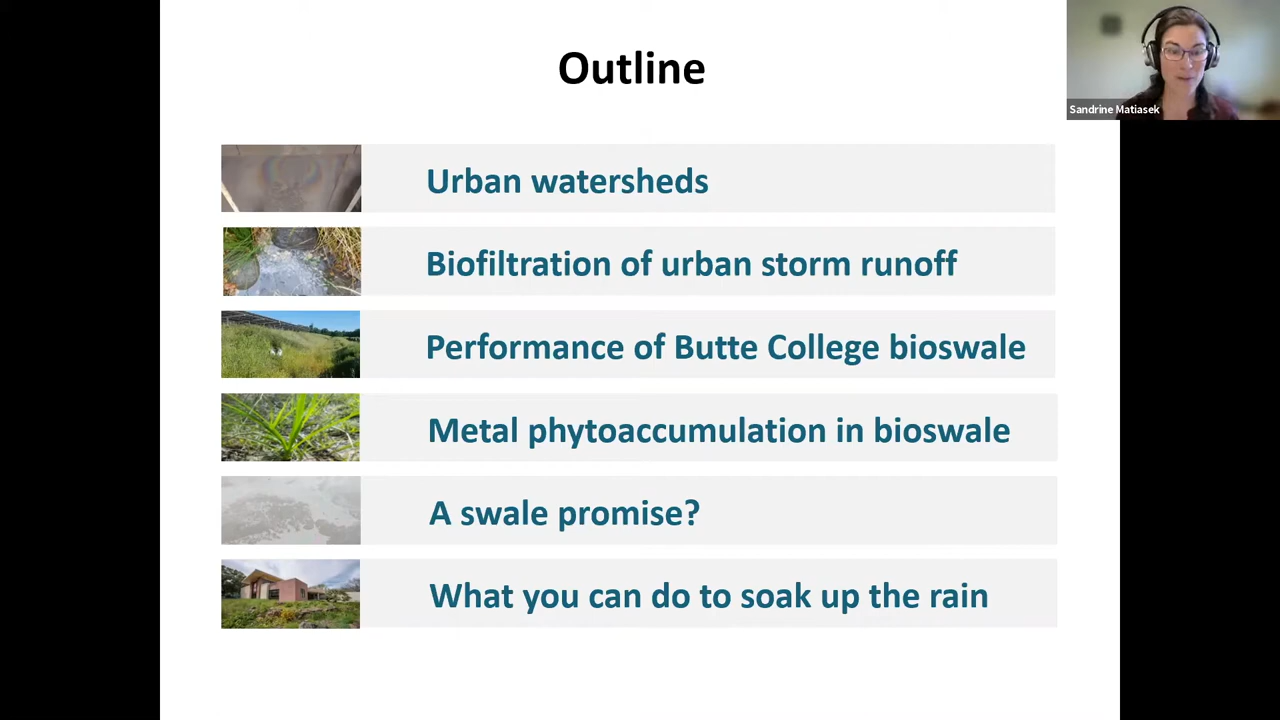 Outline
Sandrine Matiasek
Urban watersheds
Biofiltration of urban storm runoff
Performance of Butte College bioswale
Metal phytoaccumulation in bioswale
A swale promise?
What you can do to soak up the rain